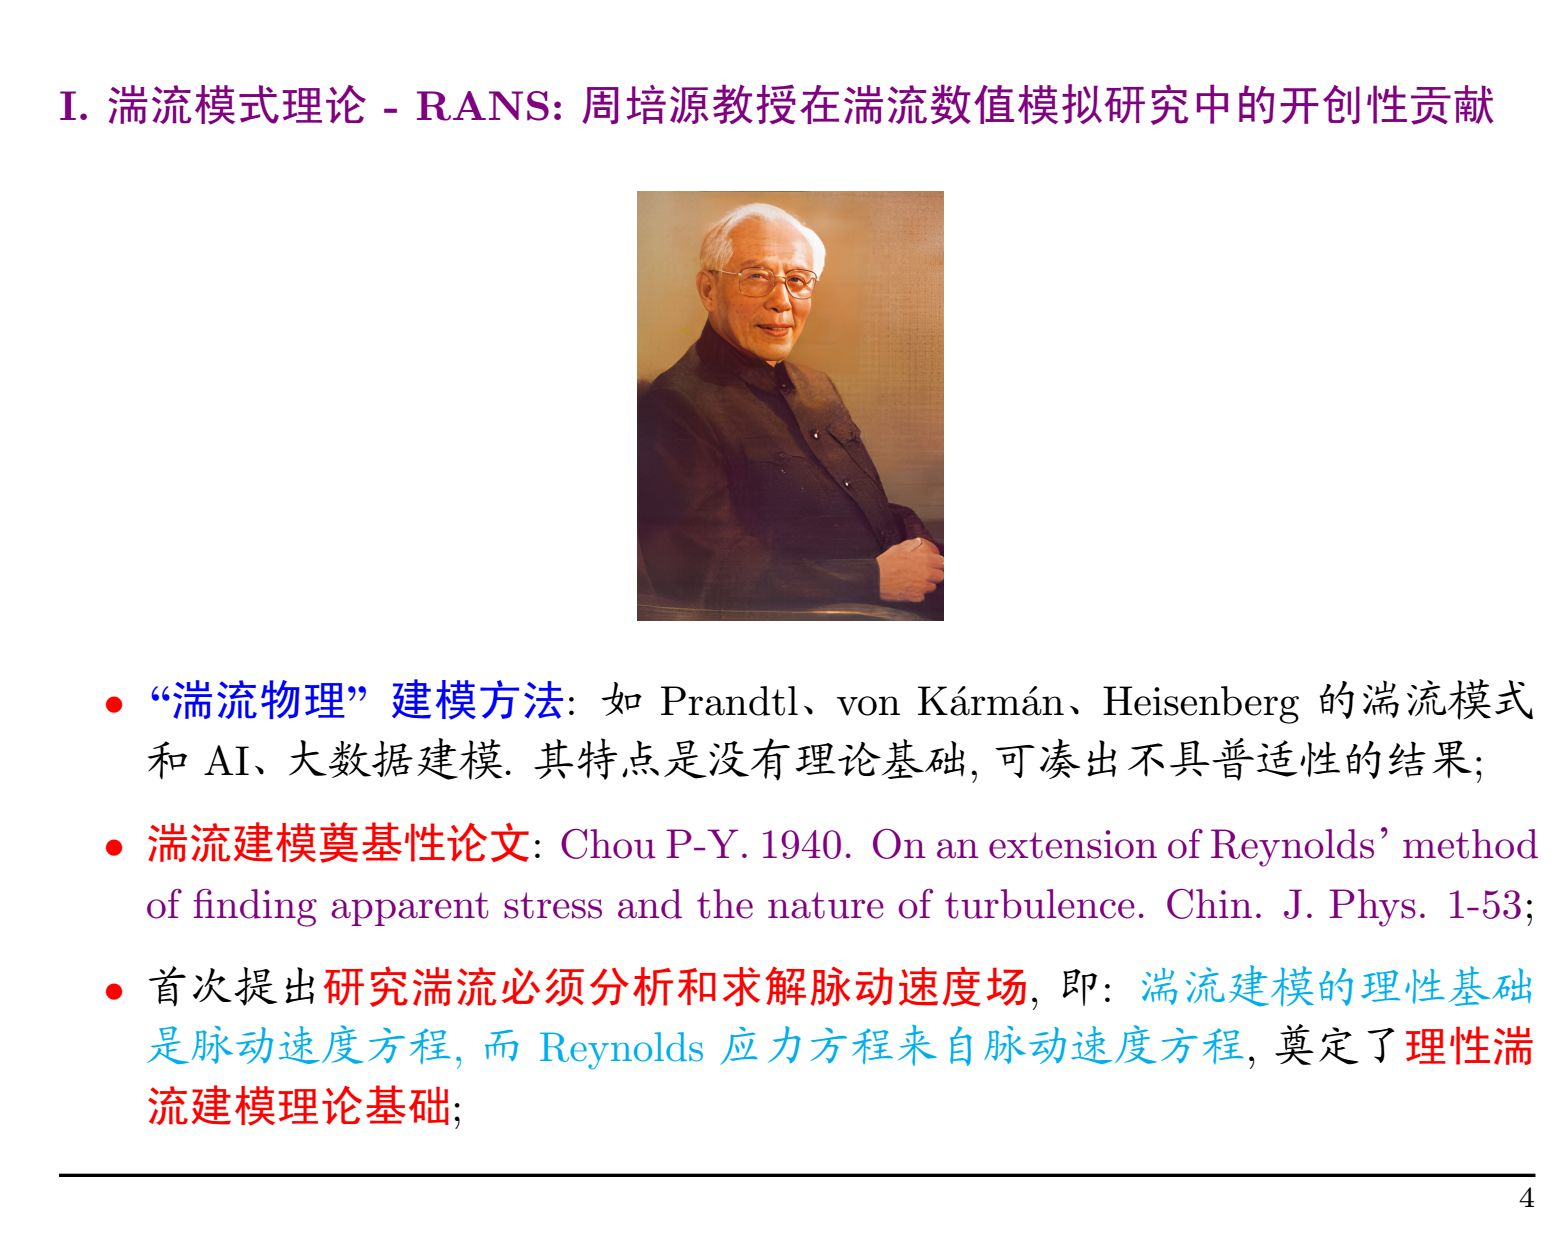 I. 湍流模式理论 - RANS: 周培源教授在湍流数值模拟研究中的开创性贡献
• “湍流物理” 建模方法: 如 Prandtl、von Kármán、Heisenberg 的湍流模式
和 AI、大数据建模. 其特点是没有理论基础, 可凑出不具普适性的结果;
• 湍流建模奠基性论文: Chou P-Y. 1940. On an extension of Reynolds’ method
of finding apparent stress and the nature of turbulence. Chin. J. Phys. 1-53;
• 首次提出研究湍流必须分析和求解脉动速度场, 即: 湍流建模的理性基础
是脉动速度方程, 而 Reynolds 应力方程来自脉动速度方程, 奠定了理性湍
流建模理论基础;
4